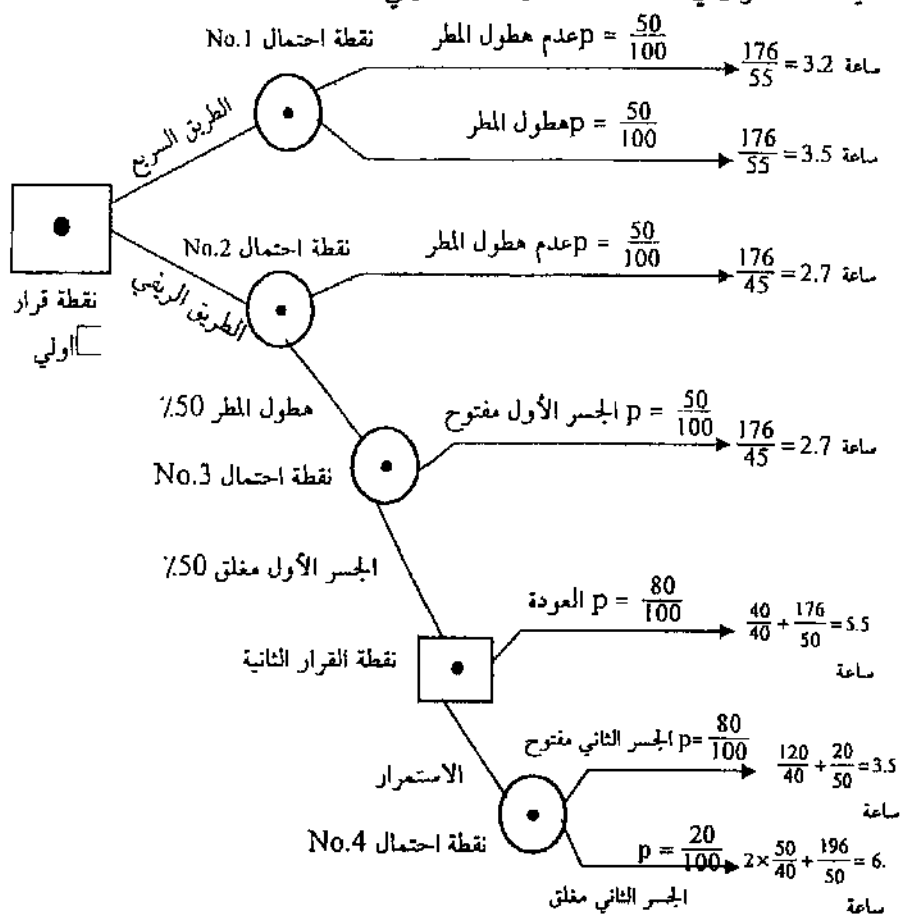 نقطة احتمال No.1
عدم هطول المطر p = 50/100
176/55 = 3.2 ساعة
الطريق السريع
هطول المطر p = 50/100
176/55 = 3.5 ساعة
نقطة احتمال No.2
عدم هطول المطر p = 50/100
176/45 = 2.7 ساعة
نقطة قرار
اولي
الطريق الريفي
هطول المطر 50٪
الجسر الأول مفتوح p = 50/100
176/45 = 2.7 ساعة
نقطة احتمال No.3
الجسر الأول مغلق 50٪
العودة p = 80/100
40/40 + 176/50 = 5.5
ساعة
نقطة القرار الثانية
الجسر الثاني مفتوح p= 80/100
120/40 + 20/50 = 3.5
ساعة
الاستمرار
نقطة احتمال No.4
p = 20/100
2× 50/40 + 196/50 = 6.
ساعة
الجسر الثاني مغلق